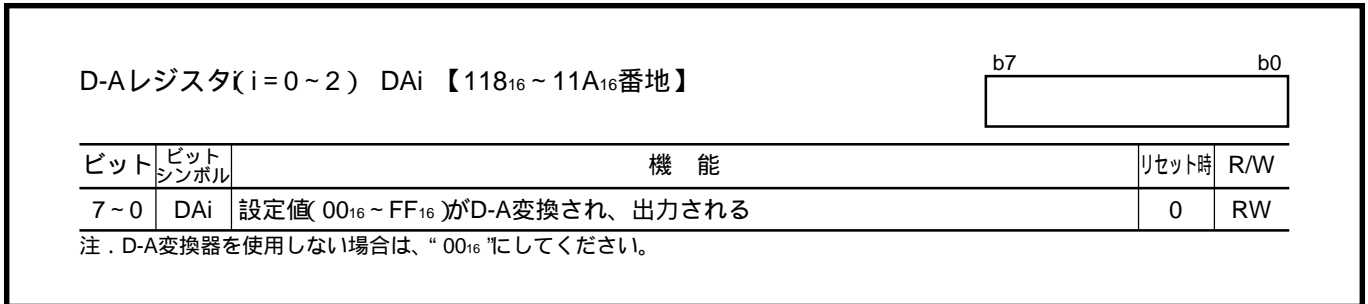 D-Aレジスタi(i=0~2) DAi 【118₁₆~11A₁₆番地】
b7 b0
ビット ビットシンボル 機 能 リセット時 R/W
7~0 DAi 設定値(00₁₆~FF₁₆)がD-A変換され、出力される 0 RW
注.D-A変換器を使用しない場合は、“00₁₆”にしてください。